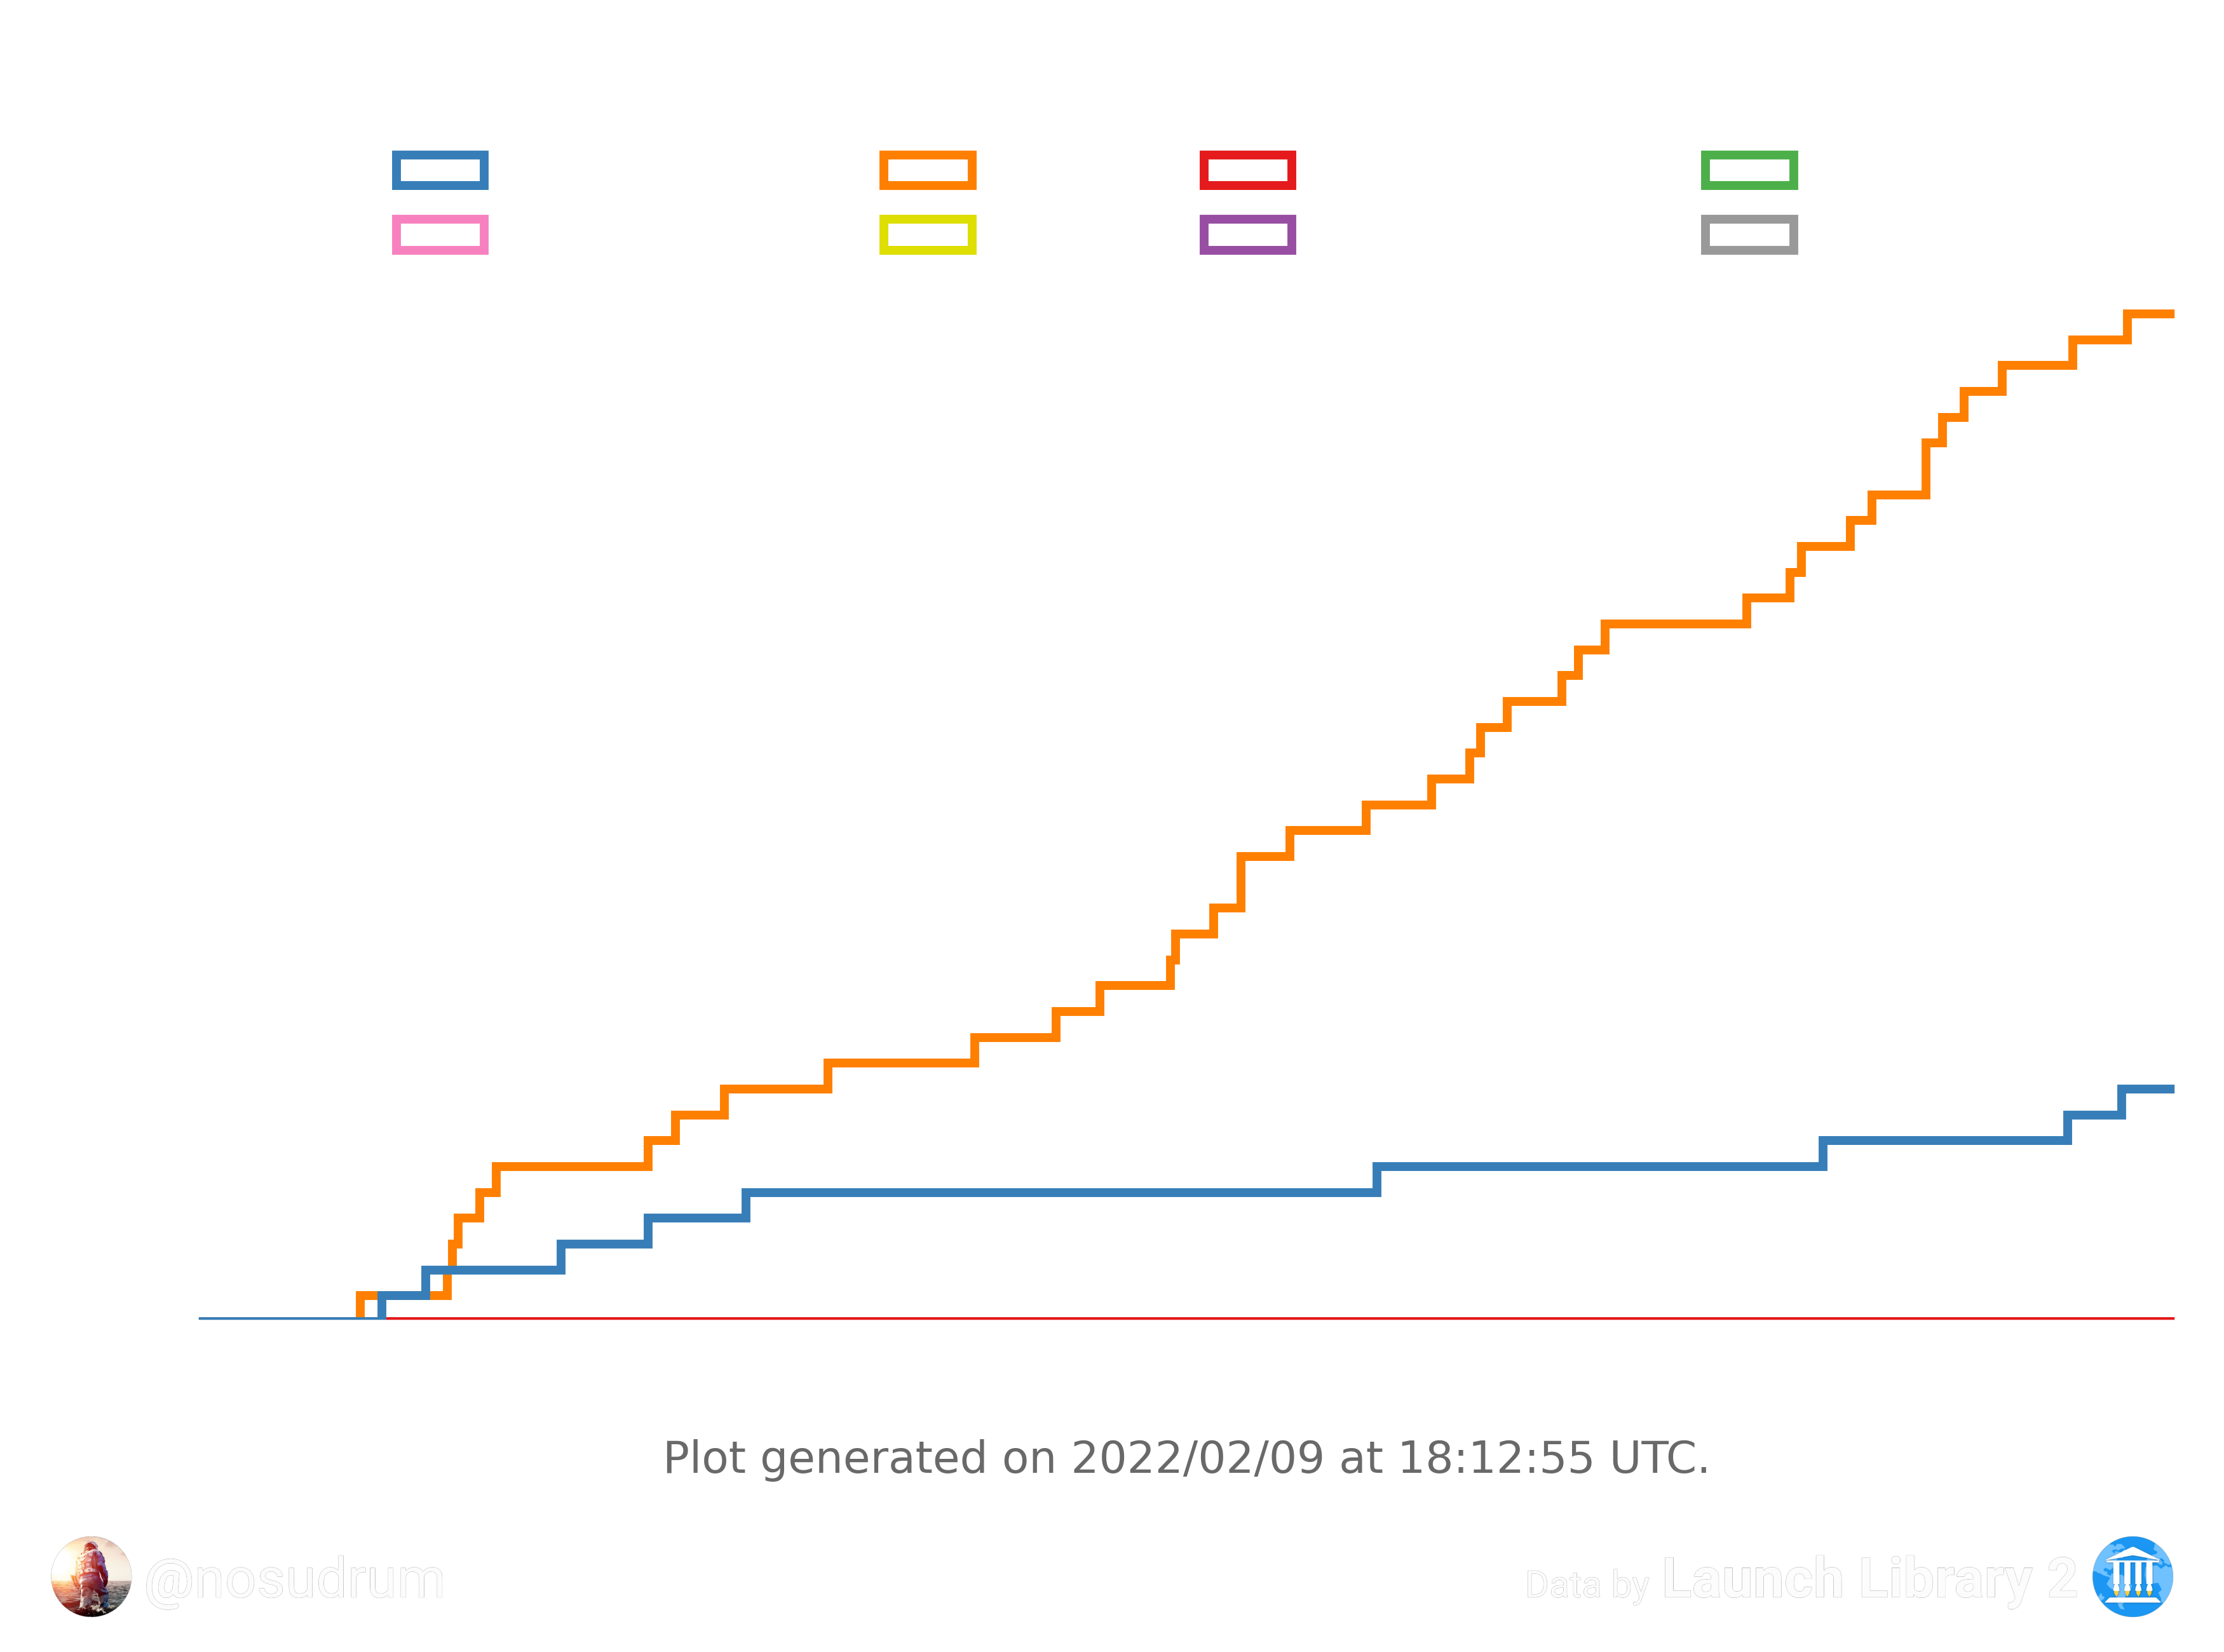 Plot generated on 2022/02/09 at 18:12:55 UTC.
@nosudrum
Data by Launch Library 2